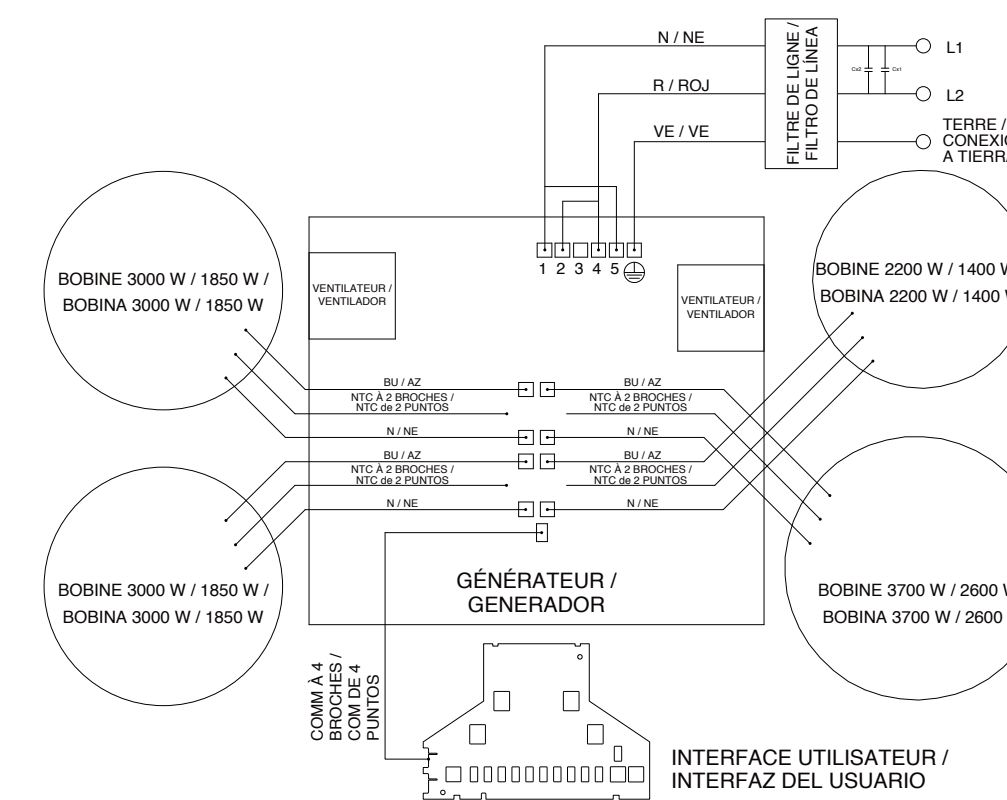 N / NE
L1
R / ROJ
L2
VE / VE
FILTRE DE LIGNE /
FILTRO DE LÍNEA
Cx2
Cx1
TERRE /
A TIERRA
1 2 3 4 5
BOBINE 3000 W / 1850 W /
BOBINA 3000 W / 1850 W
VENTILATEUR /
VENTILADOR
VENTILATEUR /
VENTILADOR
BOBINE 2200 W / 1400 W
BOBINA 2200 W / 1400 W
BU / AZ
NTC À 2 BROCHES /
NTC de 2 PUNTOS
N / NE
BU / AZ
NTC À 2 BROCHES /
NTC de 2 PUNTOS
N / NE
BU / AZ
NTC À 2 BROCHES /
NTC de 2 PUNTOS
N / NE
BU / AZ
NTC À 2 BROCHES /
NTC de 2 PUNTOS
N / NE
BOBINE 3000 W / 1850 W /
BOBINA 3000 W / 1850 W
GÉNÉRATEUR /
GENERADOR
BOBINE 3700 W / 2600 W
BOBINA 3700 W / 2600
COMM À 4
BROCHES /
COM DE 4
PUNTOS
INTERFACE UTILISATEUR /
INTERFAZ DEL USUARIO